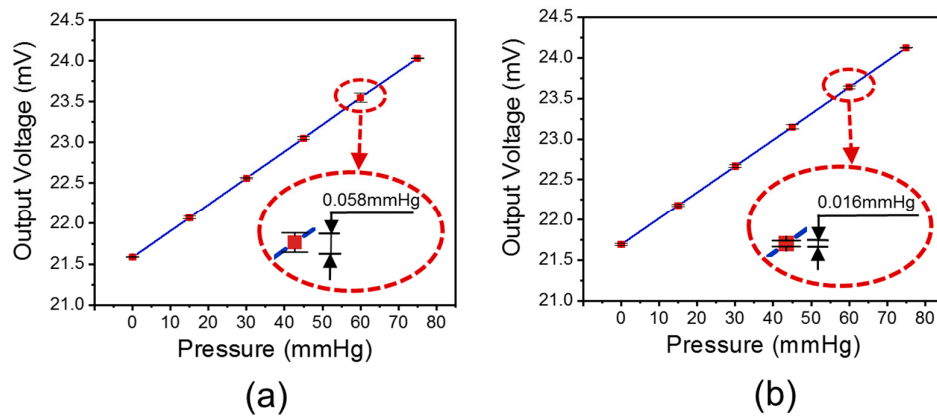 24.5
24.0
23.5
23.0
22.5
22.0
21.5
21.0
Output Voltage (mV)
0.058mmHg
0 10 20 30 40 50 60 70 80
Pressure (mmHg)
(a)
24.5
24.0
23.5
23.0
22.5
22.0
21.5
21.0
Output Voltage (mV)
0.016mmHg
0 10 20 30 40 50 60 70 80
Pressure (mmHg)
(b)